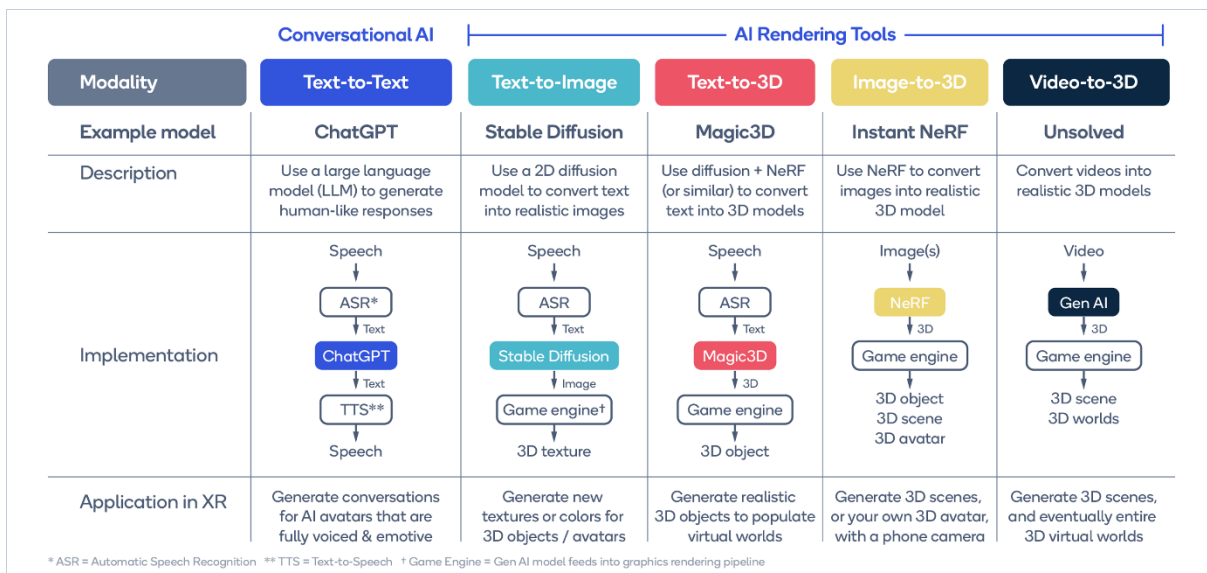 Conversational AI
AI Rendering Tools
Modality
Text-to-Text
Text-to-Image
Text-to-3D
Image-to-3D
Video-to-3D
Example model
ChatGPT
Stable Diffusion
Magic3D
Instant NeRF
Unsolved
Description
Use a large language
model (LLM) to generate
human-like responses
Use a 2D diffusion
model to convert text
into realistic images
Use diffusion + NeRF
(or similar) to convert
text into 3D models
Use NeRF to convert
images into realistic
3D model
Convert videos into
realistic 3D models
Implementation
Speech
ASR*
Text
ChatGPT
Text
TTS**
Speech
Speech
ASR
Text
Stable Diffusion
Image
Game engine†
3D texture
Speech
ASR
Text
Magic3D
3D
Game engine
3D object
Image(s)
NeRF
3D
Game engine
3D object
3D scene
3D avatar
Video
Gen AI
3D
Game engine
3D scene
3D worlds
Application in XR
Generate conversations
for AI avatars that are
fully voiced & emotive
Generate new
textures or colors for
3D objects / avatars
Generate realistic
3D objects to populate
virtual worlds
Generate 3D scenes,
or your own 3D avatar,
with a phone camera
Generate 3D scenes,
and eventually entire
3D virtual worlds
* ASR = Automatic Speech Recognition ** TTS = Text-to-Speech † Game Engine = Gen AI model feeds into graphics rendering pipeline